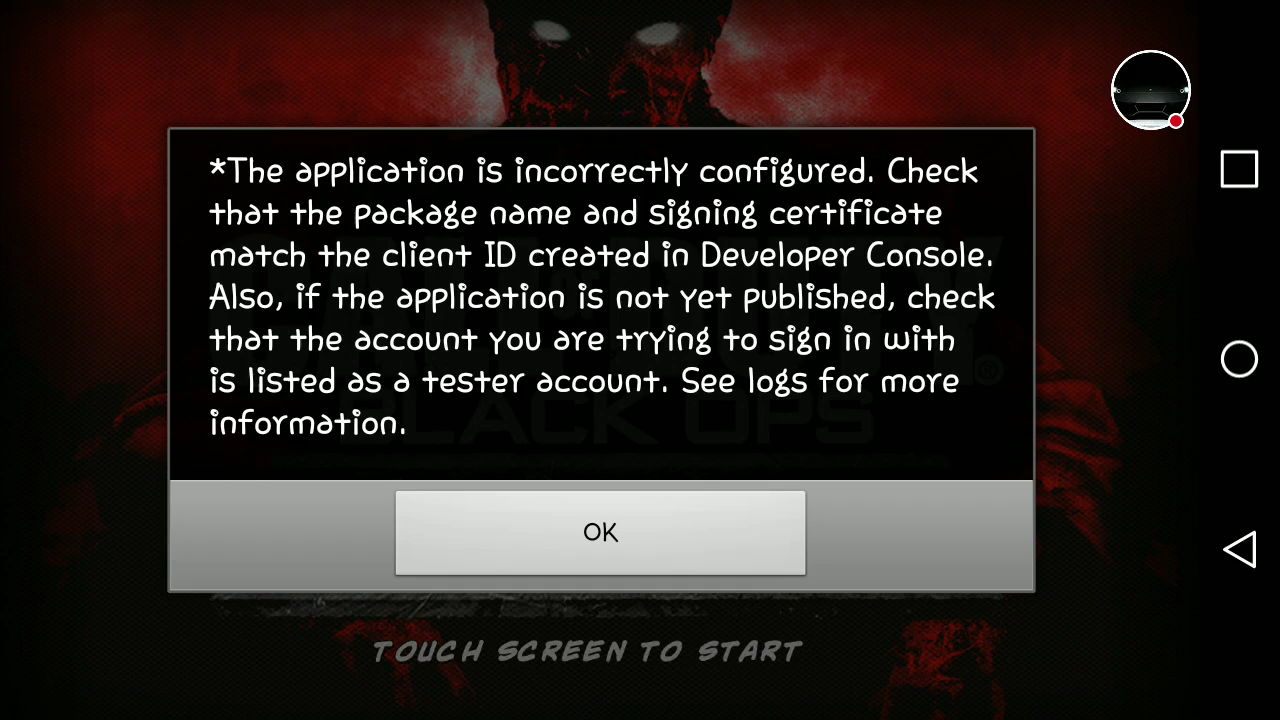 *The application is incorrectly configured. Check
that the package name and signing certificate
match the client ID created in Developer Console.
Also, if the application is not yet published, check
that the account you are trying to sign in with
is listed as a tester account. See logs for more
information.
BLACK OPS
OK
TOUCH SCREEN TO START